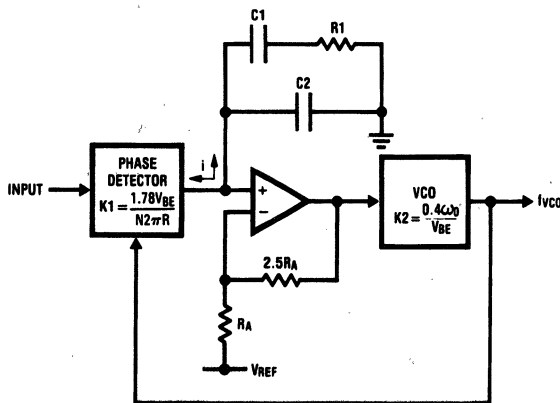 C1
R1
C2
PHASE
DETECTOR
K1 = 1.78VBE / N2πR
i
INPUT
+
−
VCO
K2 = 0.4ω0 / VBE
fVCO
2.5RA
RA
VREF